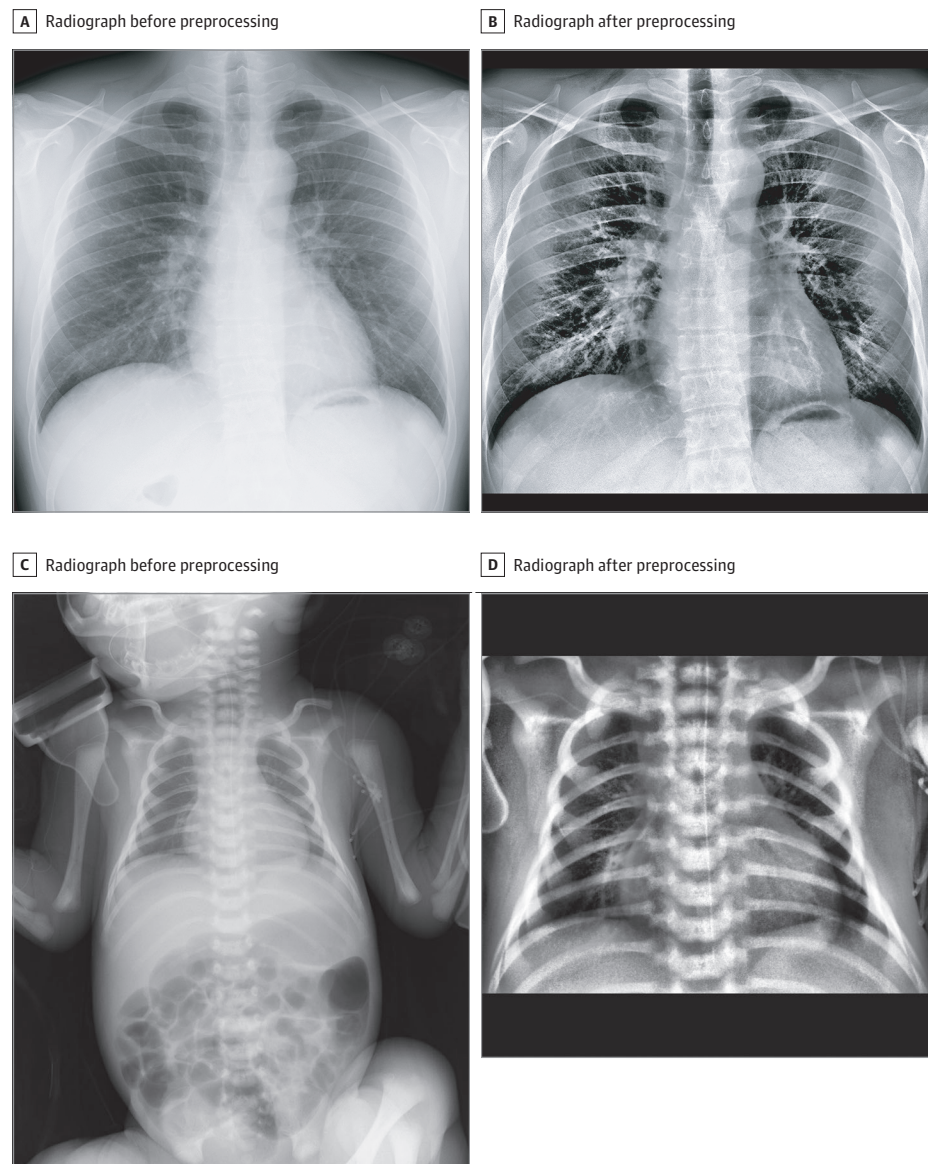 A Radiograph before preprocessing
B Radiograph after preprocessing
C Radiograph before preprocessing
D Radiograph after preprocessing